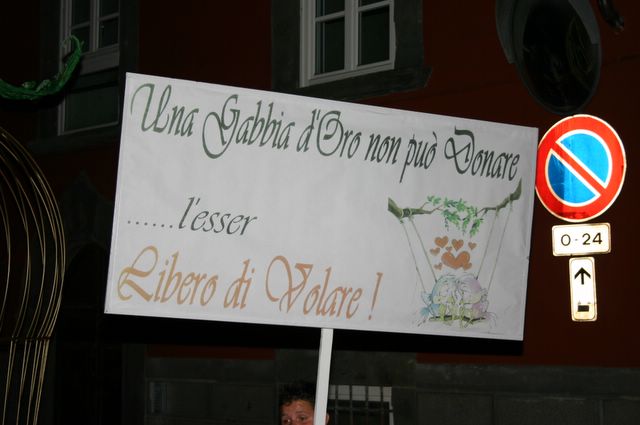 Una Gabbia d'Oro non può Donare
......l'esser
Libero di Volare !
0-24